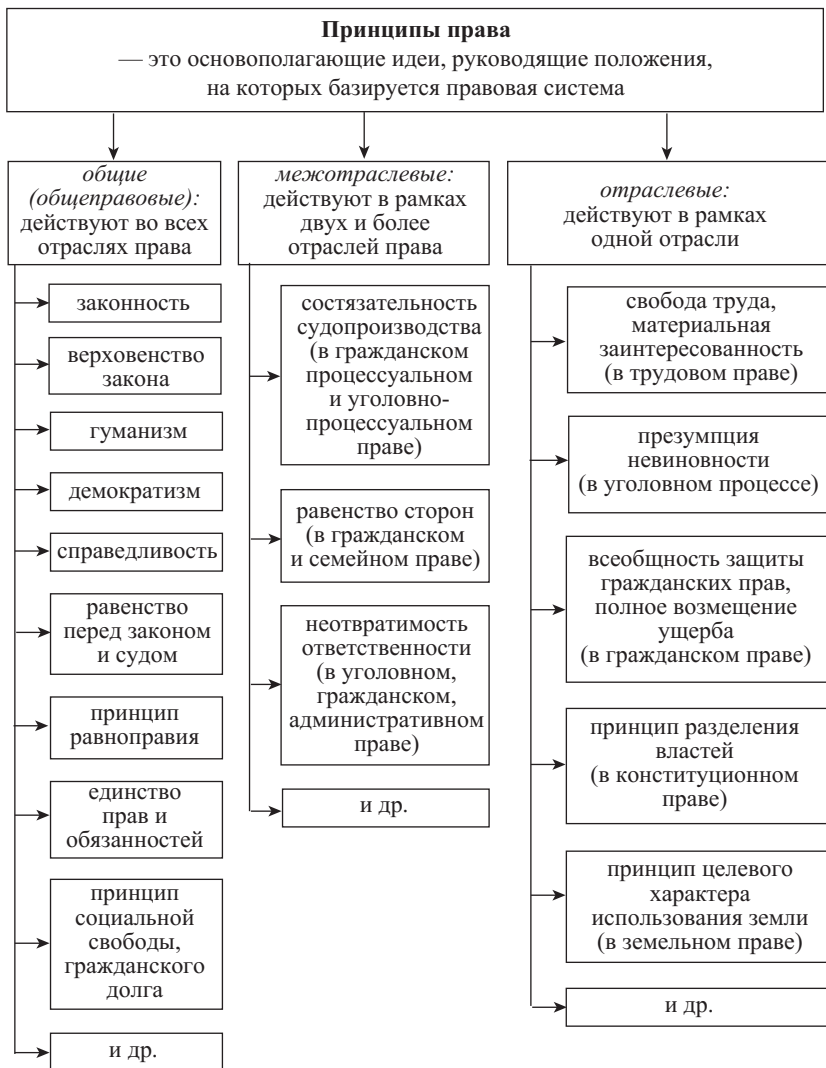 Принципы права
— это основополагающие идеи, руководящие положения,
на которых базируется правовая система
общие
(общеправовые):
действуют во всех
отраслях права
законность
верховенство
закона
гуманизм
демократизм
справедливость
равенство
перед законом
и судом
принцип
равноправия
единство
прав и
обязанностей
принцип
социальной
свободы,
гражданского
долга
и др.
межотраслевые:
действуют в рамках
двух и более
отраслей права
состязательность
судопроизводства
(в гражданском
процессуальном
и уголовно-
процессуальном
праве)
равенство сторон
(в гражданском
и семейном праве)
неотвратимость
ответственности
(в уголовном,
гражданском,
административном
праве)
и др.
отраслевые:
действуют в рамках
одной отрасли
свобода труда,
материальная
заинтересованность
(в трудовом праве)
презумпция
невиновности
(в уголовном процессе)
всеобщность защиты
гражданских прав,
полное возмещение
ущерба
(в гражданском праве)
принцип разделения
властей
(в конституционном
праве)
принцип целевого
характера
использования земли
(в земельном праве)
и др.